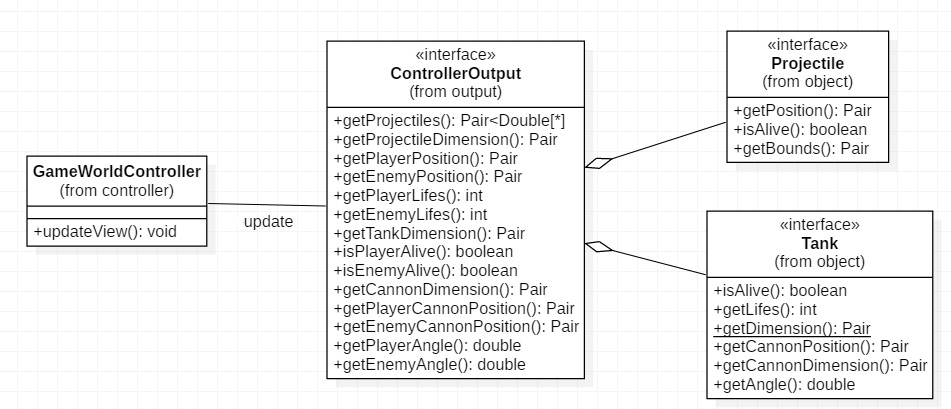 GameWorldController
(from controller)
+updateView(): void
update
«interface»
ControllerOutput
(from output)
+getProjectiles(): Pair<Double[*]
+getProjectileDimension(): Pair
+getPlayerPosition(): Pair
+getEnemyPosition(): Pair
+getPlayerLifes(): int
+getEnemyLifes(): int
+getTankDimension(): Pair
+isPlayerAlive(): boolean
+isEnemyAlive(): boolean
+getCannonDimension(): Pair
+getPlayerCannonPosition(): Pair
+getEnemyCannonPosition(): Pair
+getPlayerAngle(): double
+getEnemyAngle(): double
«interface»
Projectile
(from object)
+getPosition(): Pair
+isAlive(): boolean
+getBounds(): Pair
«interface»
Tank
(from object)
+isAlive(): boolean
+getLifes(): int
+getDimension(): Pair
+getCannonPosition(): Pair
+getCannonDimension(): Pair
+getAngle(): double